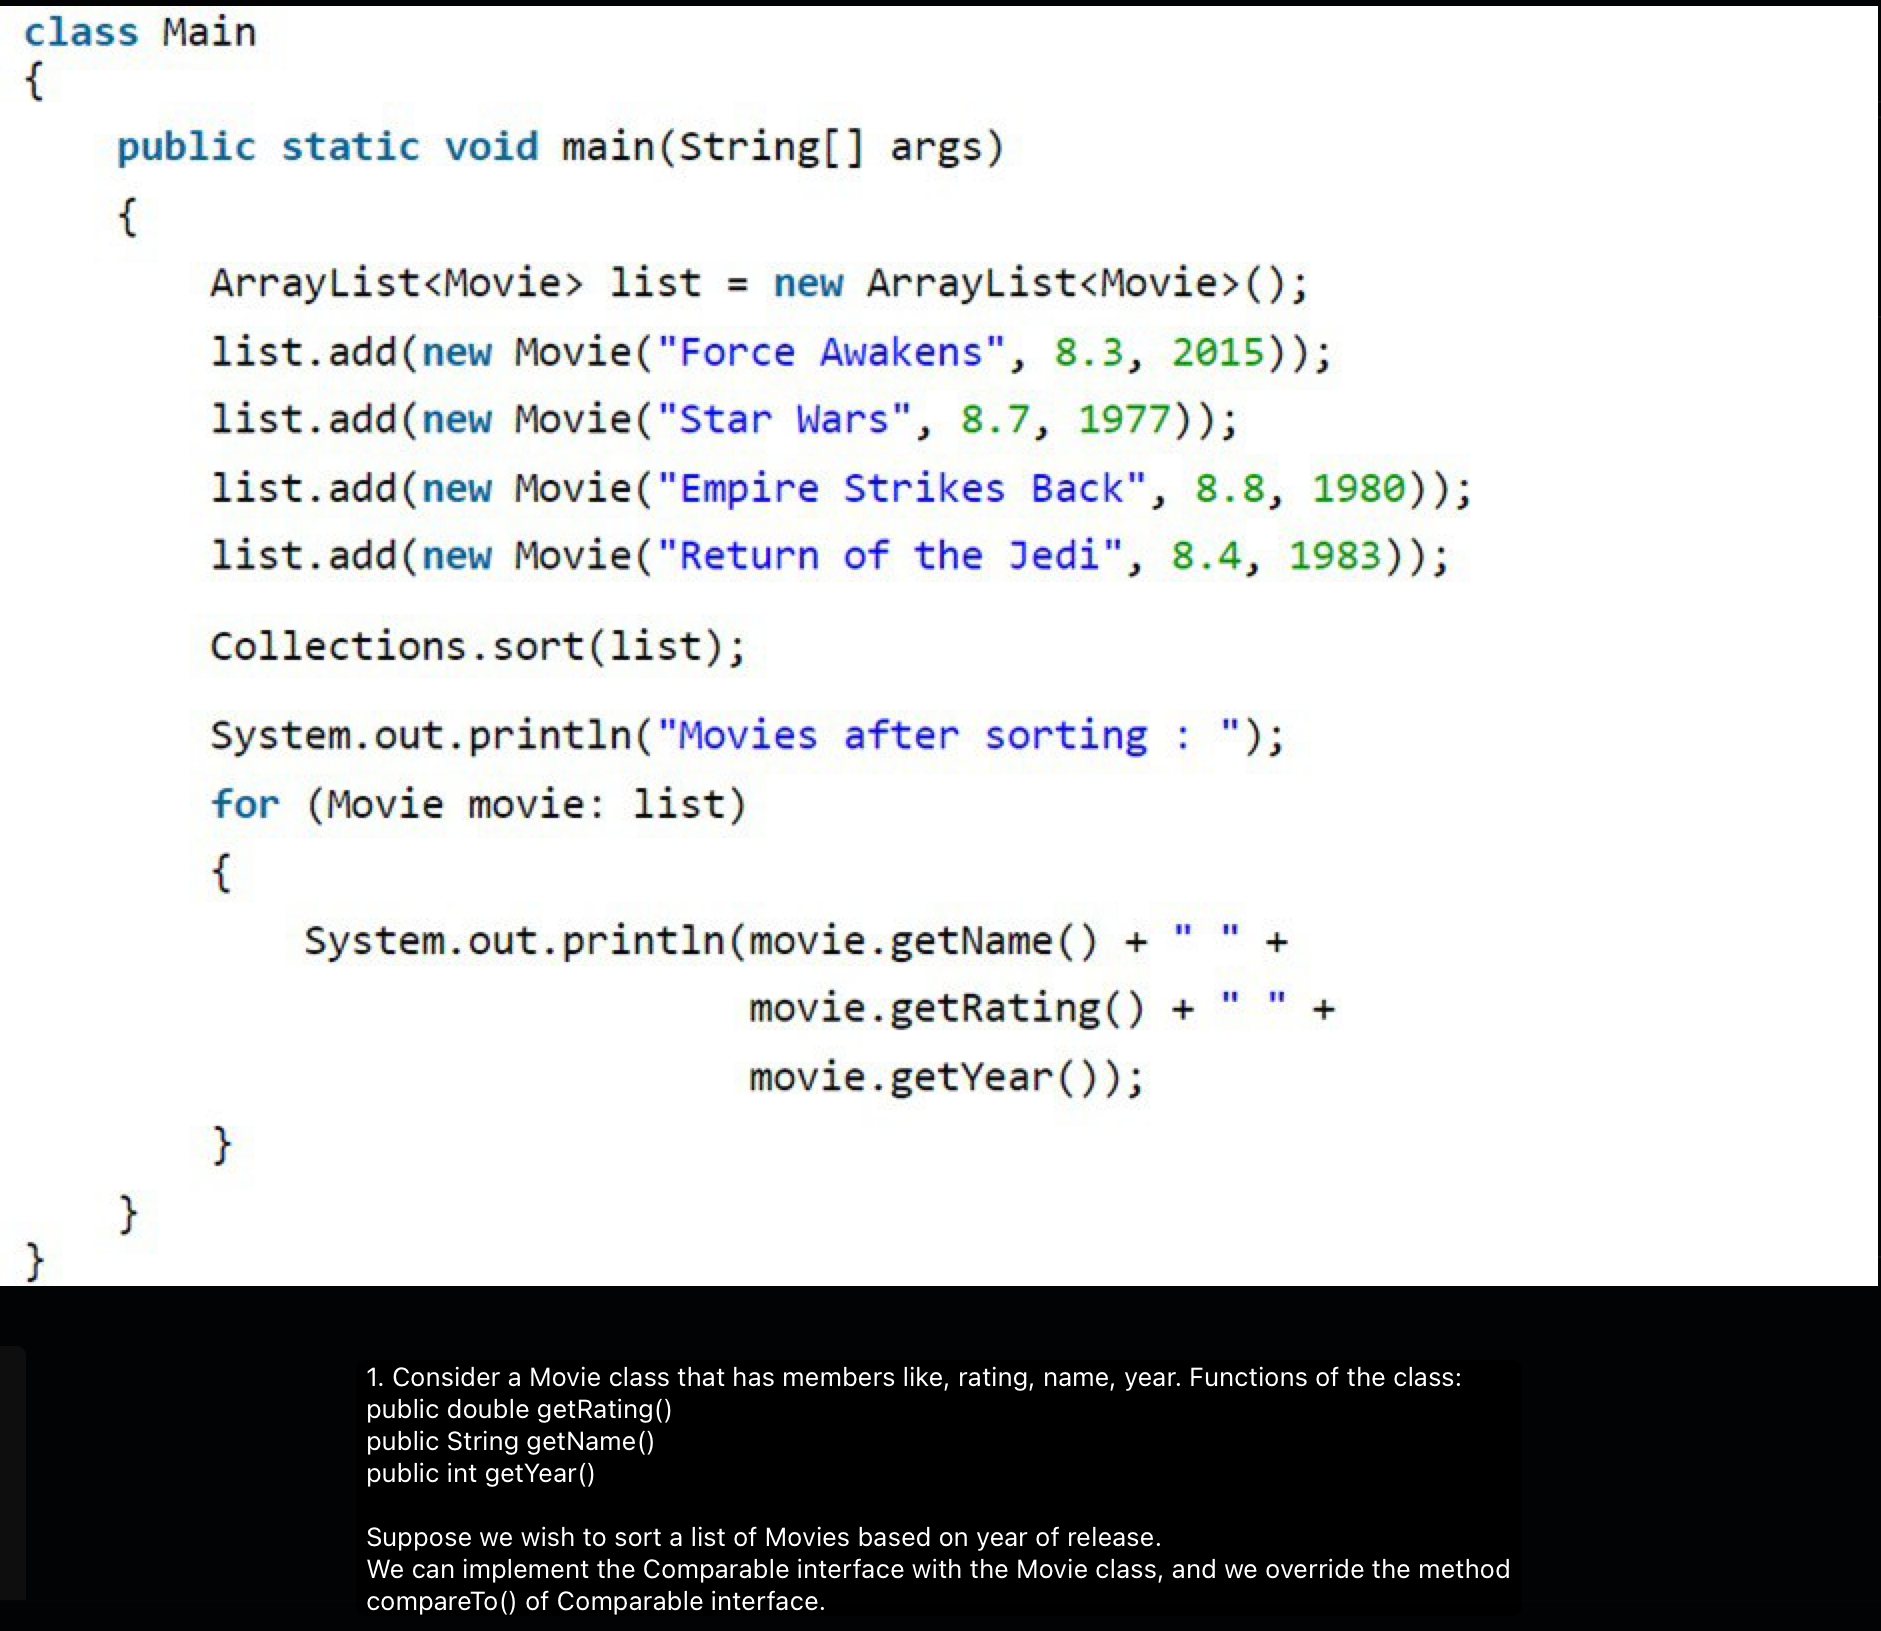 class Main
{
public static void main(String[] args)
{
ArrayList<Movie> list = new ArrayList<Movie>();
list.add(new Movie("Force Awakens", 8.3, 2015));
list.add(new Movie("Star Wars", 8.7, 1977));
list.add(new Movie("Empire Strikes Back", 8.8, 1980));
list.add(new Movie("Return of the Jedi", 8.4, 1983));
Collections.sort(list);
System.out.println("Movies after sorting : ");
for (Movie movie: list)
{
System.out.println(movie.getName() + " " +
movie.getRating() + " " +
movie.getYear());
}
}
}
1. Consider a Movie class that has members like, rating, name, year. Functions of the class:
public double getRating()
public String getName()
public int getYear()
Suppose we wish to sort a list of Movies based on year of release.
We can implement the Comparable interface with the Movie class, and we override the method
compareTo() of Comparable interface.